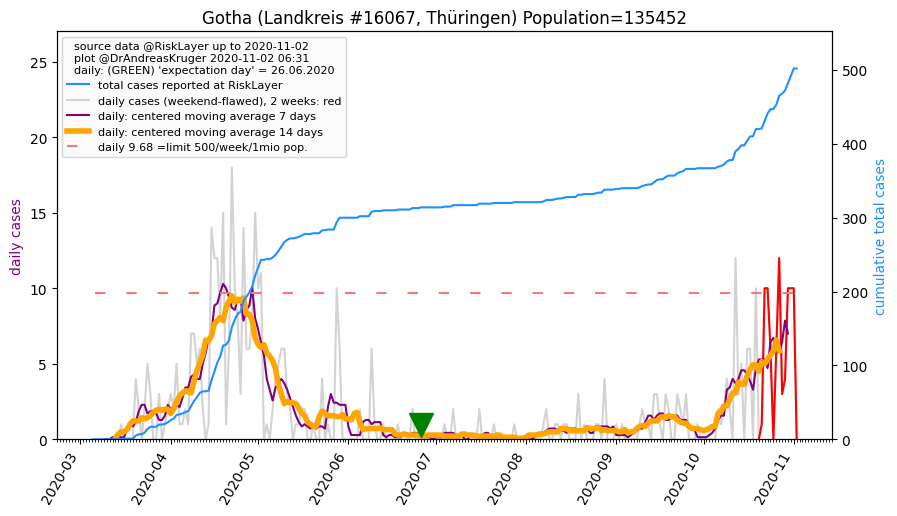 Gotha (Landkreis #16067, Thüringen) Population=135452
source data @RiskLayer up to 2020-11-02
plot @DrAndreasKruger 2020-11-02 06:31
daily: (GREEN) 'expectation day' = 26.06.2020
total cases reported at RiskLayer
daily cases (weekend-flawed), 2 weeks: red
daily: centered moving average 7 days
daily: centered moving average 14 days
daily 9.68 =limit 500/week/1mio pop.
daily cases
25
20
15
10
5
0
cumulative total cases
500
400
300
200
100
0
2020-03
2020-04
2020-05
2020-06
2020-07
2020-08
2020-09
2020-10
2020-11